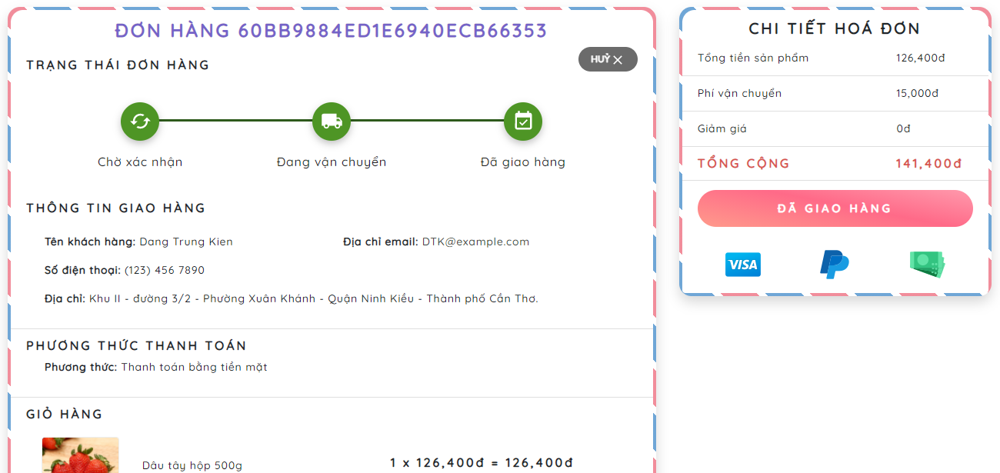 ĐƠN HÀNG 60BB9884ED1E6940ECB66353
TRẠNG THÁI ĐƠN HÀNG
HUỶ
Chờ xác nhận
Đang vận chuyển
Đã giao hàng
THÔNG TIN GIAO HÀNG
Tên khách hàng: Dang Trung Kien
Địa chỉ email: DTK@example.com
Số điện thoại: (123) 456 7890
Địa chỉ: Khu II - đường 3/2 - Phường Xuân Khánh - Quận Ninh Kiều - Thành phố Cần Thơ.
PHƯƠNG THỨC THANH TOÁN
Phương thức: Thanh toán bằng tiền mặt
GIỎ HÀNG
Dâu tây hộp 500g
1 x 126,400đ = 126,400đ
CHI TIẾT HOÁ ĐƠN
Tổng tiền sản phẩm 126,400đ
Phí vận chuyển 15,000đ
Giảm giá 0đ
TỔNG CỘNG 141,400đ
ĐÃ GIAO HÀNG
VISA